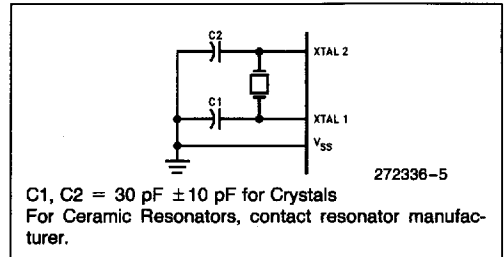 C2
XTAL 2
C1
XTAL 1
VSS
272336-5
C1, C2 = 30 pF ±10 pF for Crystals
For Ceramic Resonators, contact resonator manufac-
turer.